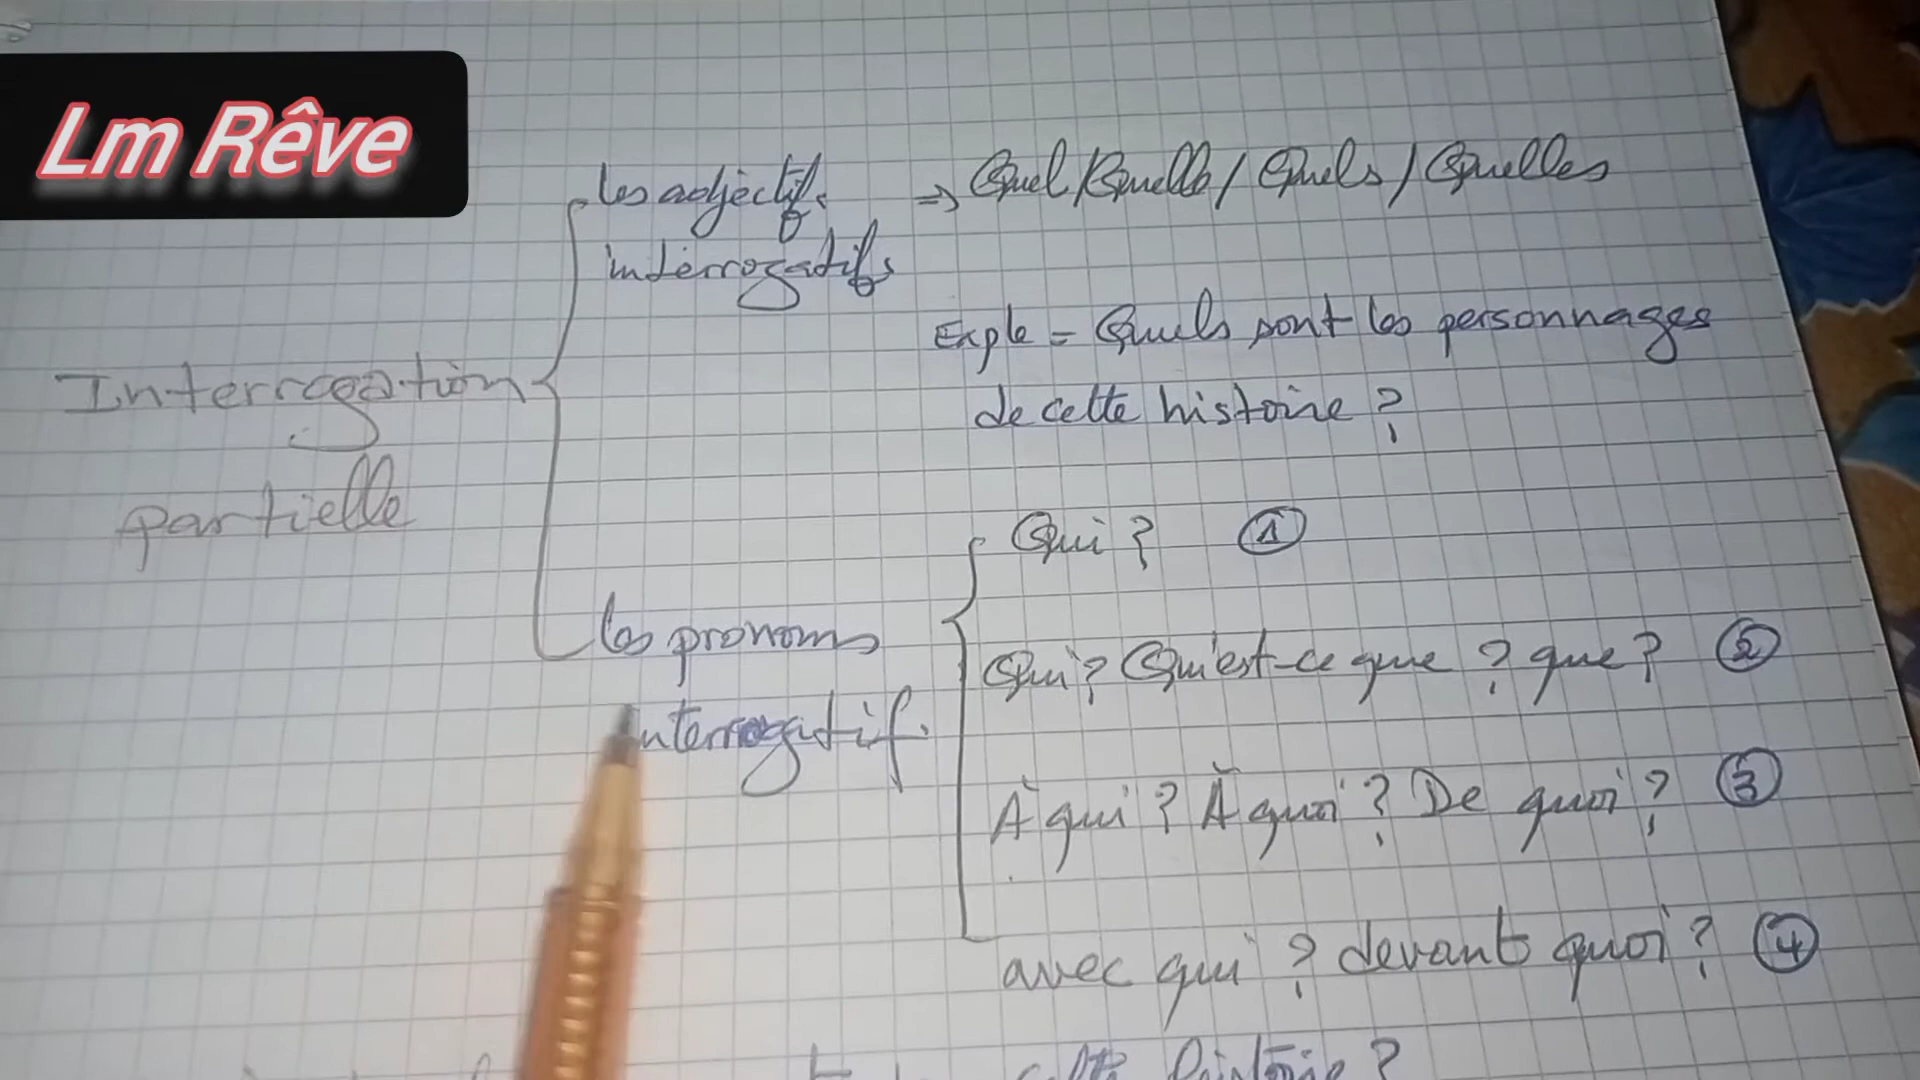 Lm Rêve
les adjectifs => Quel / Quelle / Quels / Quelles
interrogatifs
Exple = Quels sont les personnages
de cette histoire ?
Interrogation
partielle
Qui ? 1
les pronoms
Qui ? Qu'est-ce que ? que ? 2
interrogatif.
À qui ? À quoi ? De quoi ? 3
avec qui ? devant quoi ? 4
cette histoire ?